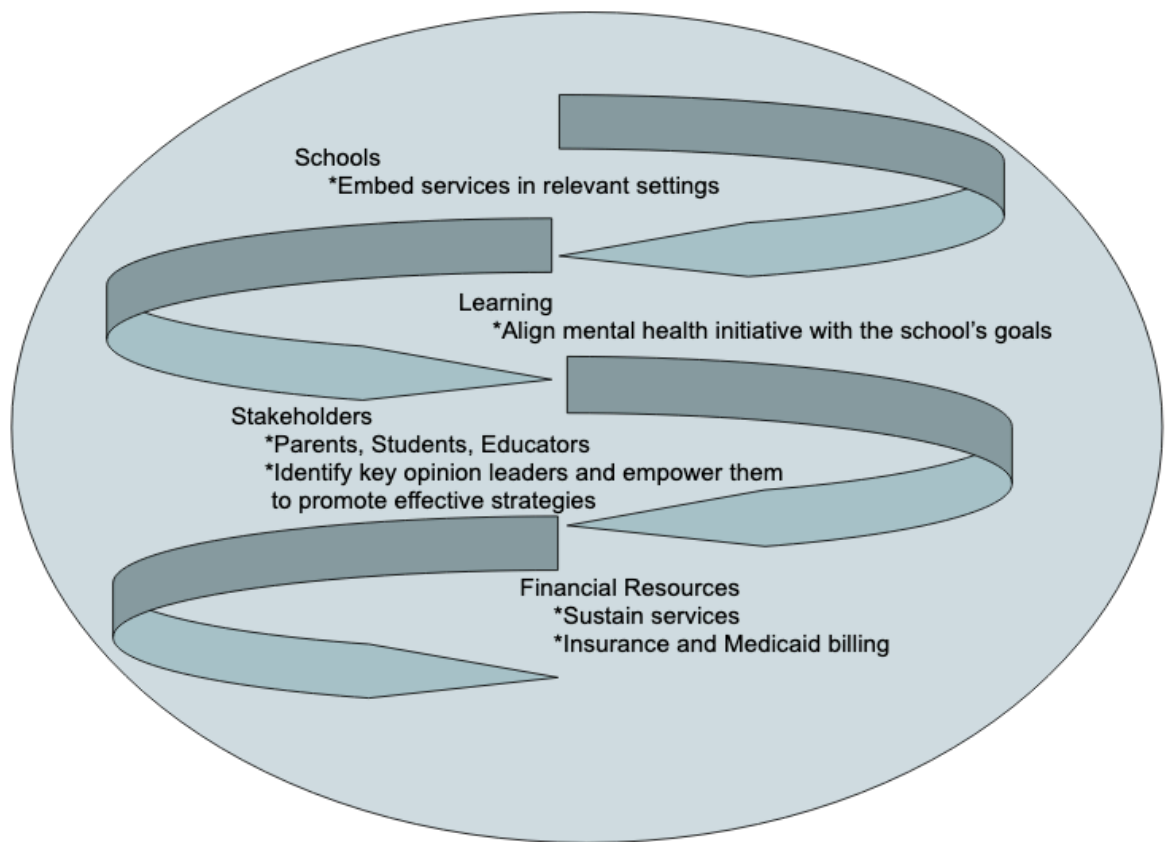 Schools
*Embed services in relevant settings
Learning
*Align mental health initiative with the school’s goals
Stakeholders
*Parents, Students, Educators
*Identify key opinion leaders and empower them
to promote effective strategies
Financial Resources
*Sustain services
*Insurance and Medicaid billing